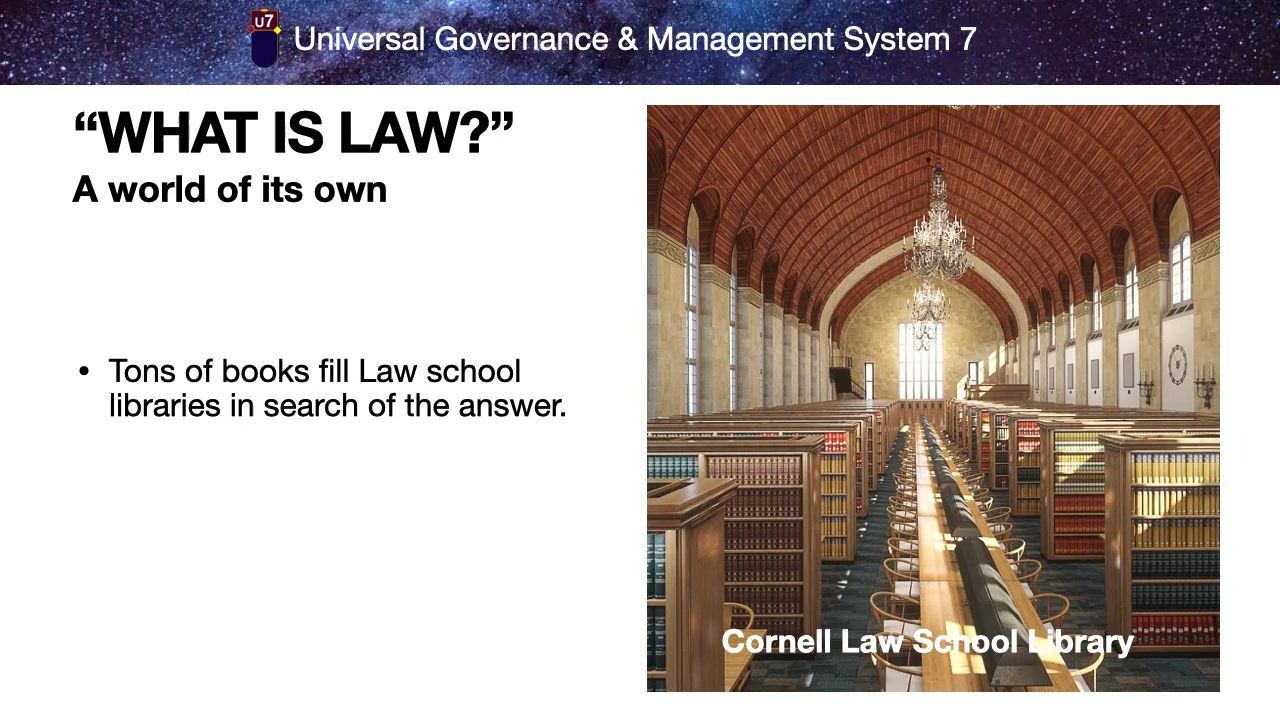 U7
Universal Governance & Management System 7
“WHAT IS LAW?”
A world of its own
• Tons of books fill Law school
libraries in search of the answer.
Cornell Law School Library